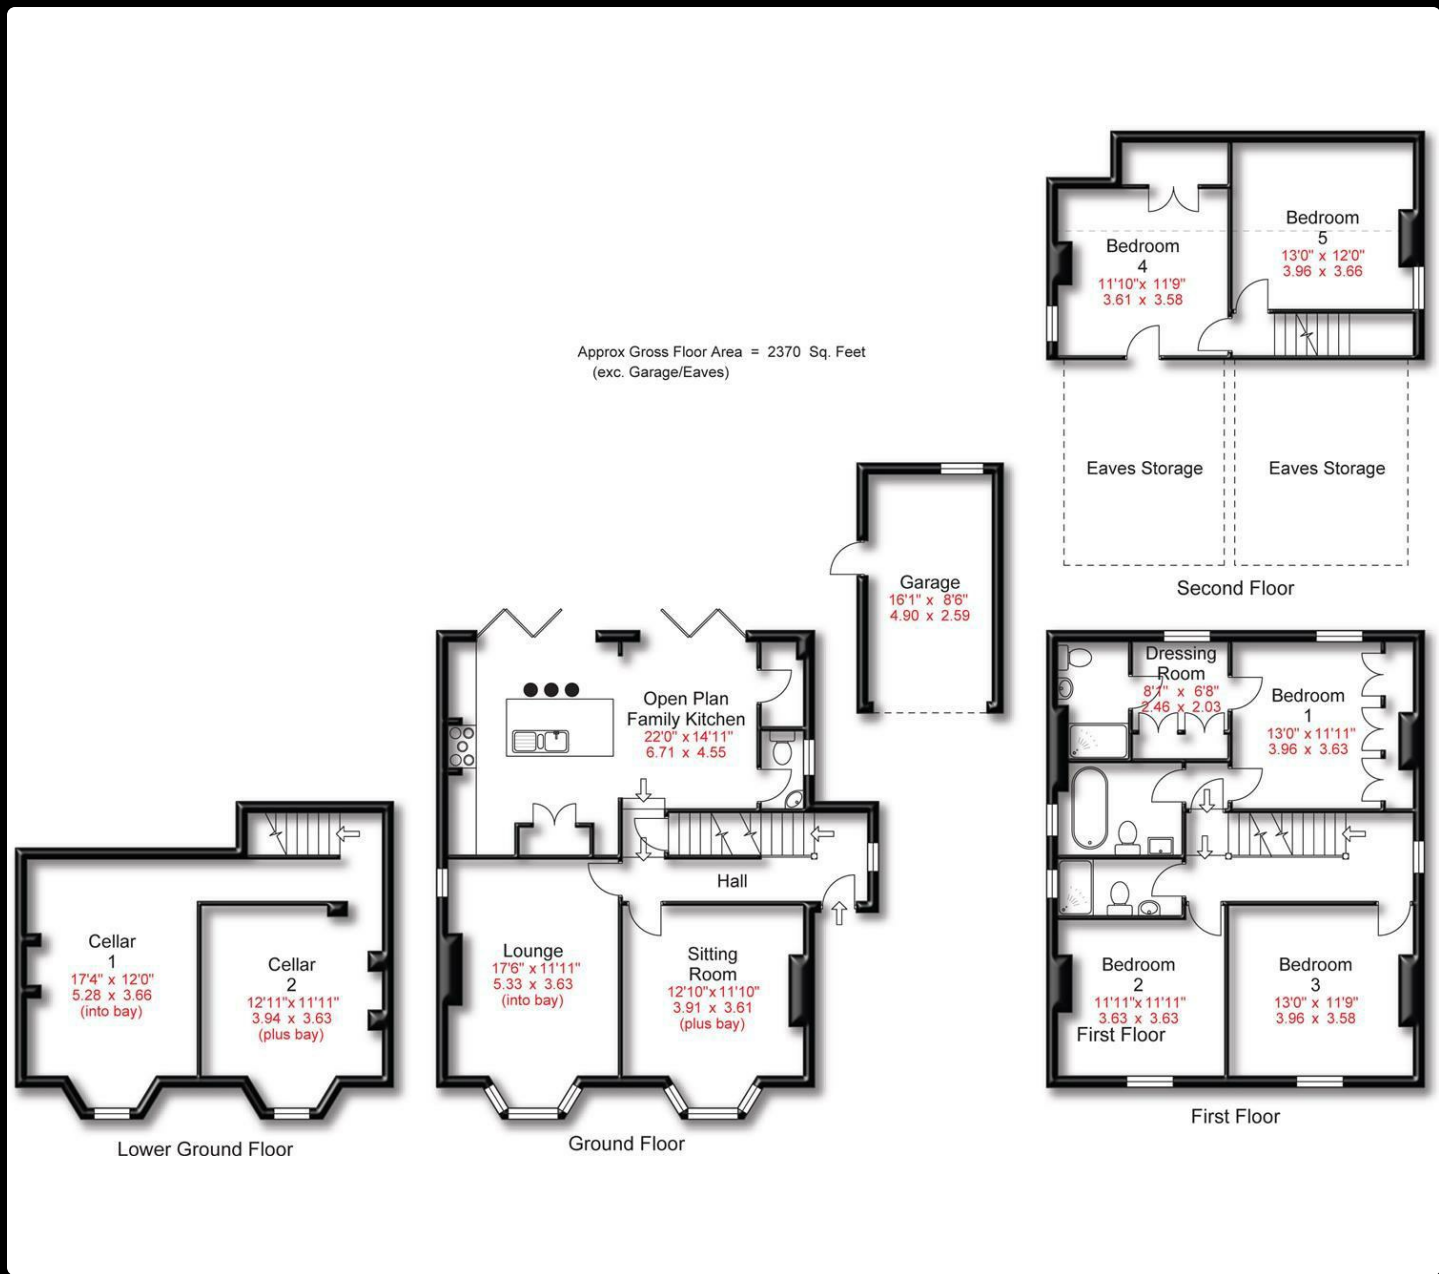 Bedroom
5
13'0" x 12'0"
3.96 x 3.66
Bedroom
4
11'10"x 11'9"
3.61 x 3.58
Approx Gross Floor Area = 2370 Sq. Feet
(exc. Garage/Eaves)
Eaves Storage
Eaves Storage
Second Floor
Garage
16'1" x 8'6"
4.90 x 2.59
Dressing
Room
8'1" x 6'8"
2.46 x 2.03
Bedroom
1
13'0" x 11'11"
3.96 x 3.63
Open Plan
Family Kitchen
22'0" x 14'11"
6.71 x 4.55
Hall
Cellar
1
17'4" x 12'0"
5.28 x 3.66
(into bay)
Cellar
2
12'11"x 11'11"
3.94 x 3.63
(plus bay)
Lounge
17'6" x 11'11"
5.33 x 3.63
(into bay)
Sitting
Room
12'10"x 11'10"
3.91 x 3.61
(plus bay)
Bedroom
2
11'11"x 11'11"
3.63 x 3.63
First Floor
Bedroom
3
13'0" x 11'9"
3.96 x 3.58
Lower Ground Floor
Ground Floor
First Floor